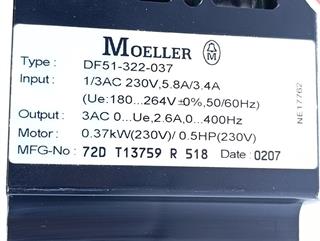 MOELLER
Type : DF51-322-037
Input : 1/3AC 230V,5.8A/3.4A
(Ue:180...264V±0%,50/60Hz)
Output : 3AC 0...Ue, 2.6A,0...400Hz
Motor : 0.37kW(230V)/ 0.5HP(230V)
MFG-No : 72D T13759 R 518 Date : 0207
NE17762